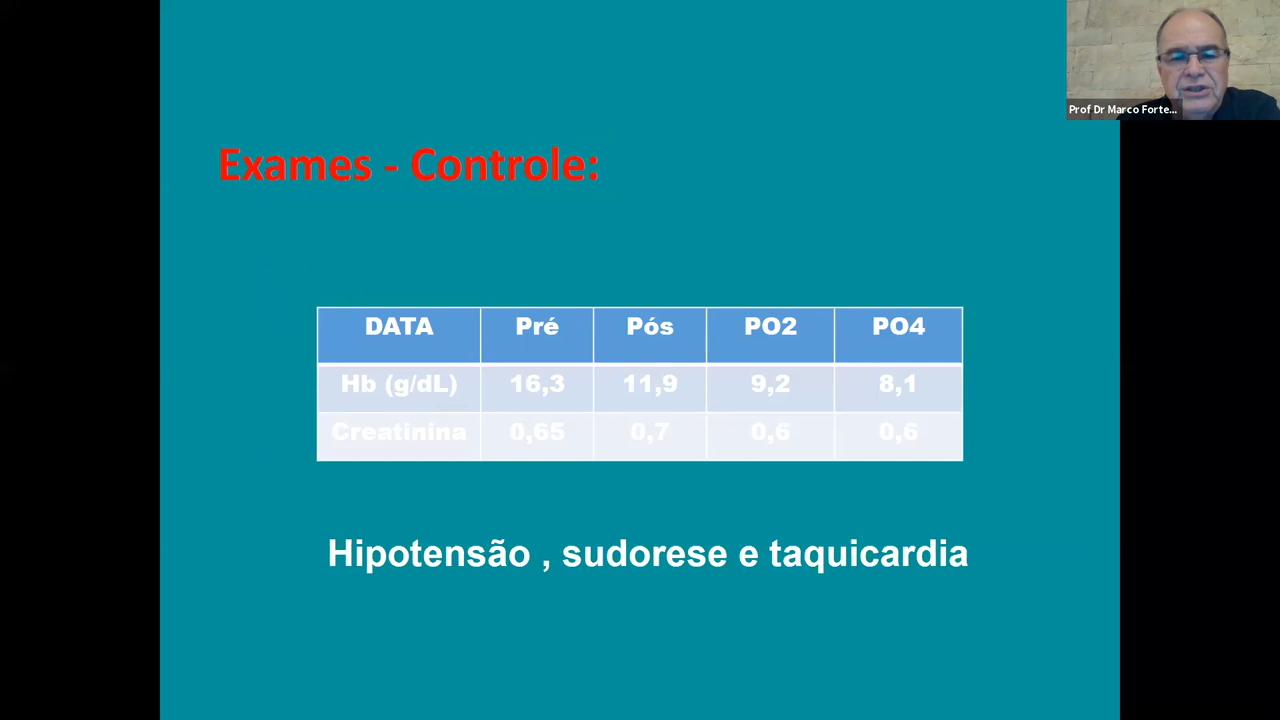 Prof Dr Marco Forte...
Exames - Controle:
DATA Pré Pós PO2 PO4
Hb (g/dL) 16,3 11,9 9,2 8,1
Creatinina 0,65 0,7 0,6 0,6
Hipotensão , sudorese e taquicardia